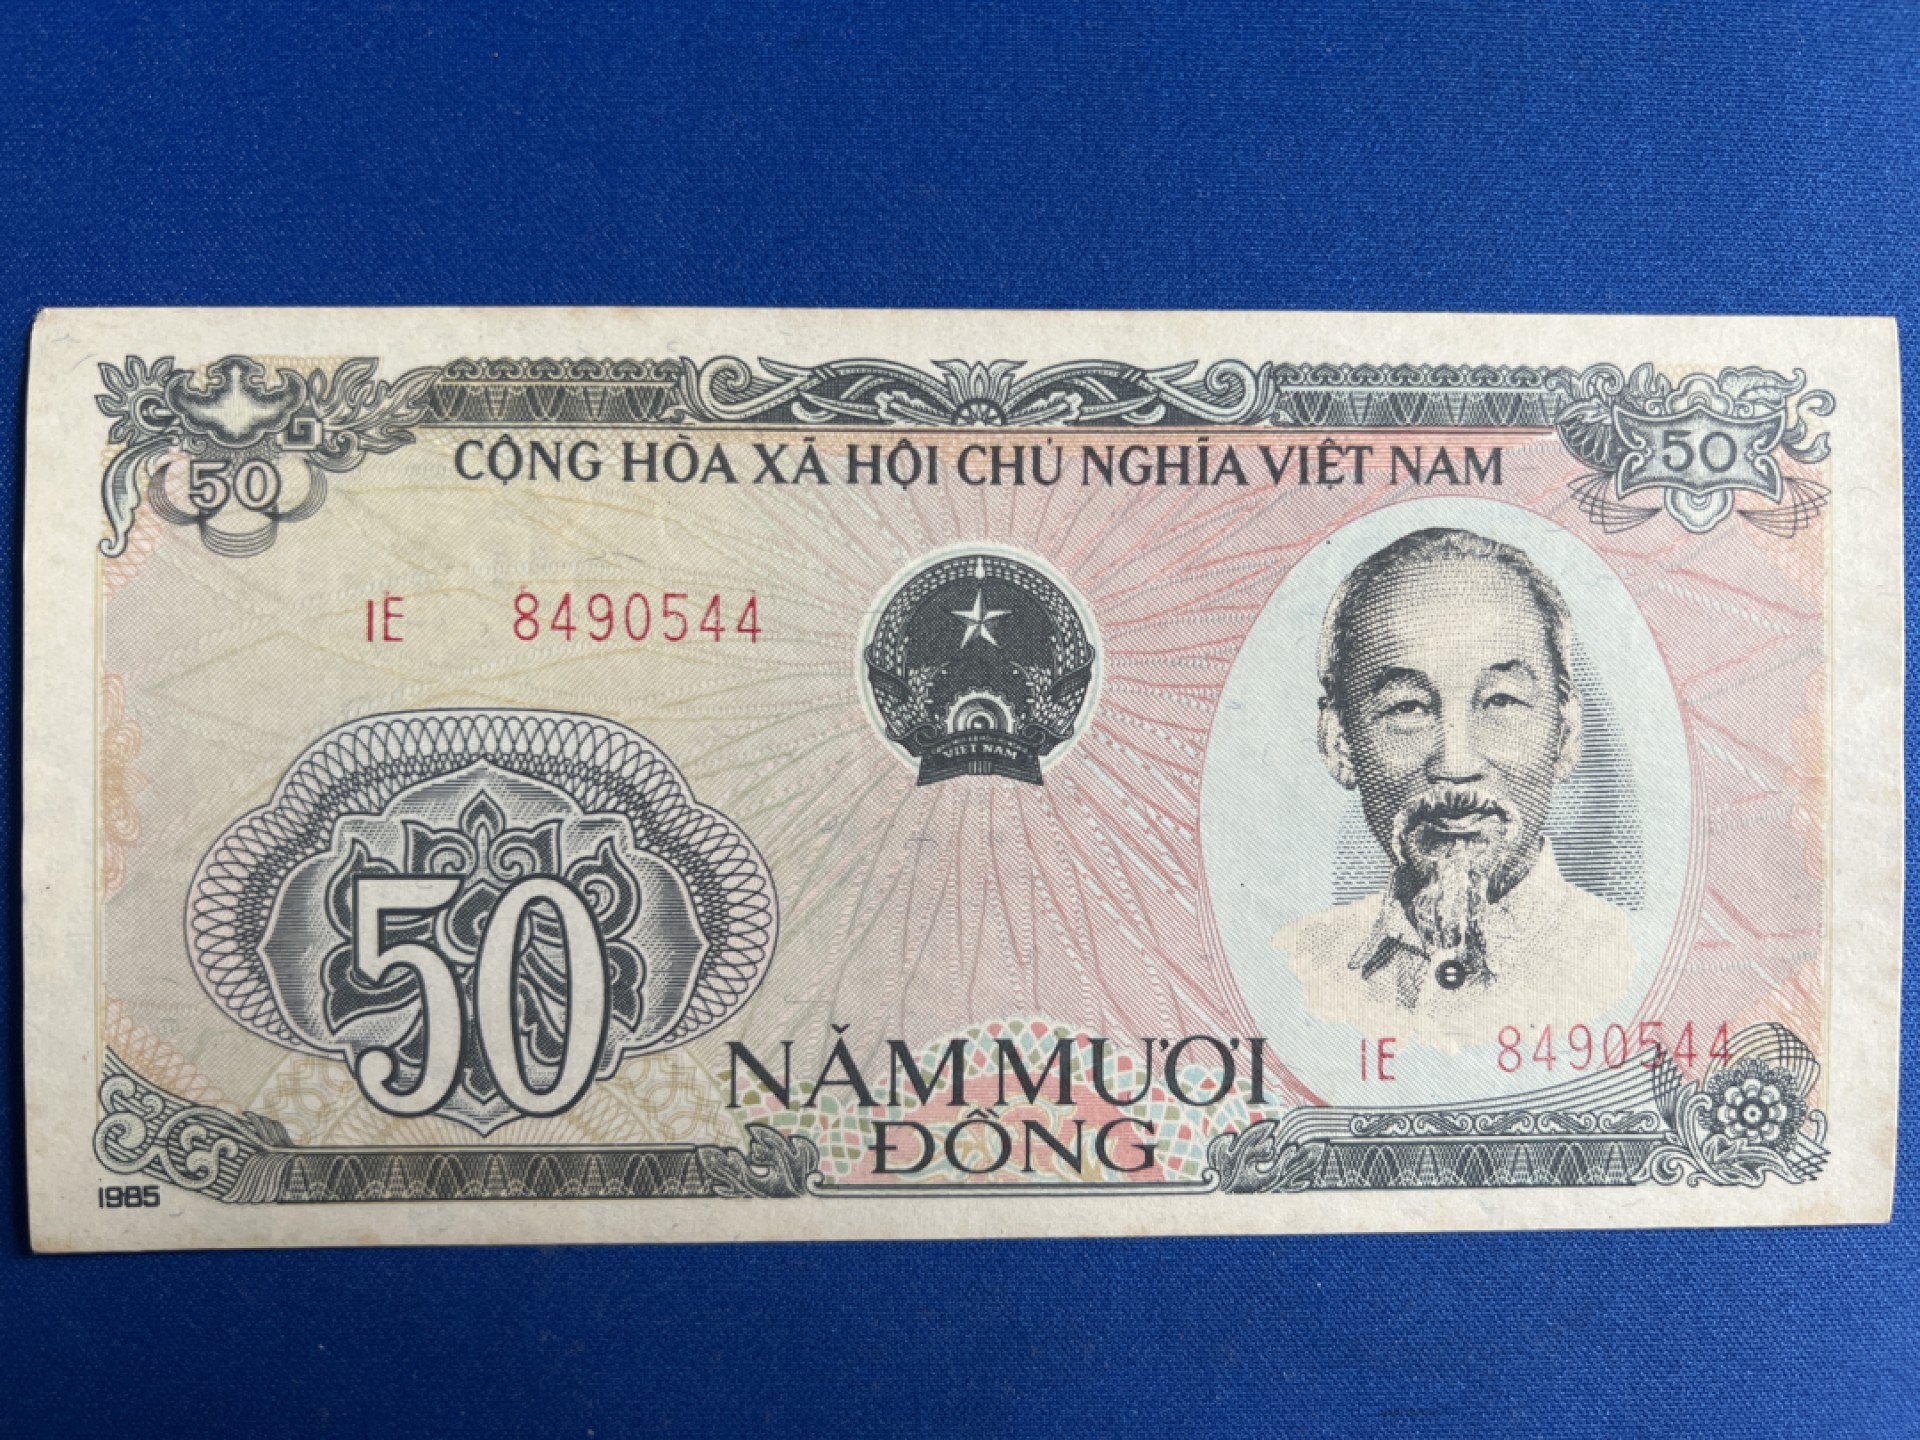 CỘNG HÒA XÃ HỘI CHỦ NGHĨA VIỆT NAM
50
50
IE 8490544
VIỆT NAM
50
IE 8490544
NĂM MƯƠI
ĐỒNG
1985